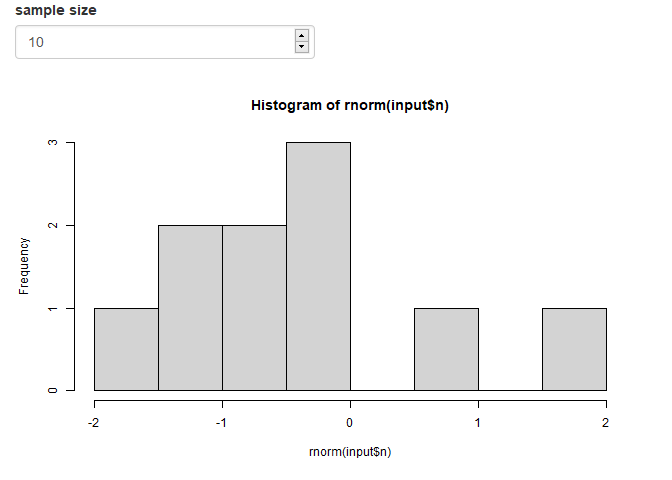 sample size
10
Histogram of rnorm(input$n)
3
2
1
0
Frequency
-2 -1 0 1 2
rnorm(input$n)